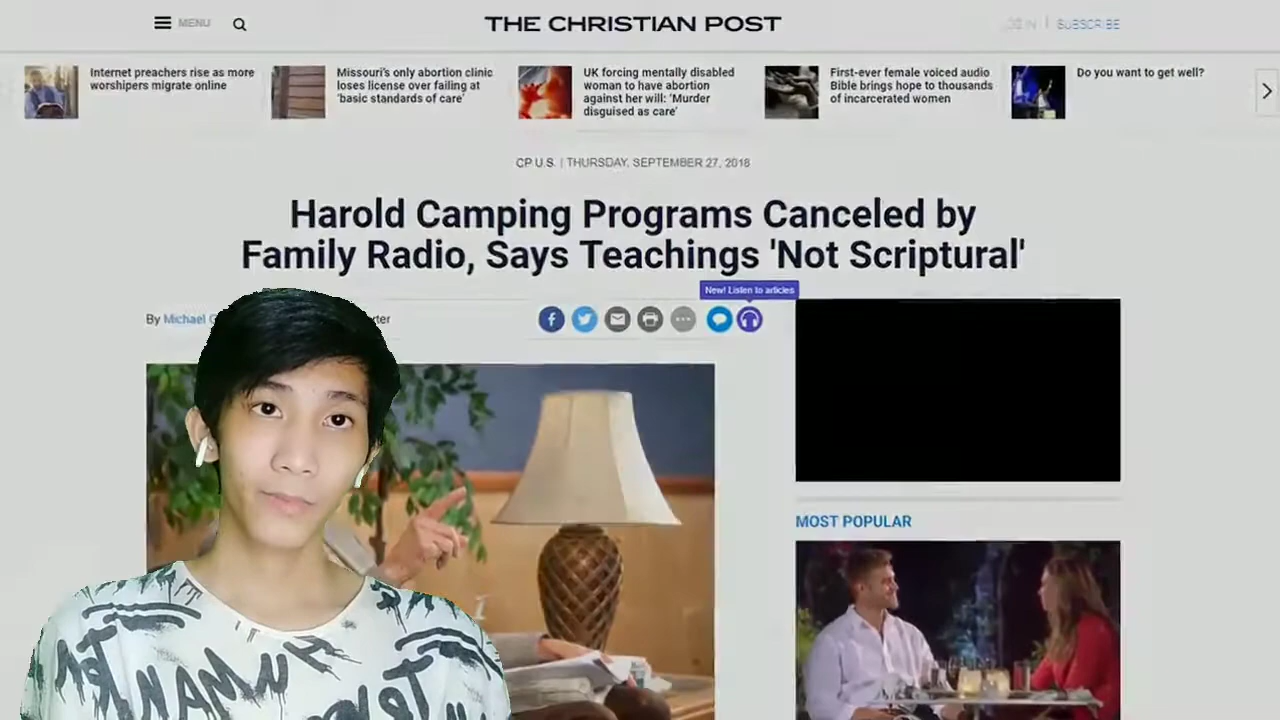 MENU
THE CHRISTIAN POST
LOG IN | SUBSCRIBE
Internet preachers rise as more
worshipers migrate online
Missouri's only abortion clinic
loses license over failing at
'basic standards of care'
UK forcing mentally disabled
woman to have abortion
against her will: 'Murder
disguised as care'
First-ever female voiced audio
Bible brings hope to thousands
of incarcerated women
Do you want to get well?
CP U.S. | THURSDAY, SEPTEMBER 27, 2018
Harold Camping Programs Canceled by
Family Radio, Says Teachings 'Not Scriptural'
New! Listen to articles
By Michael
MOST POPULAR
HUMAN